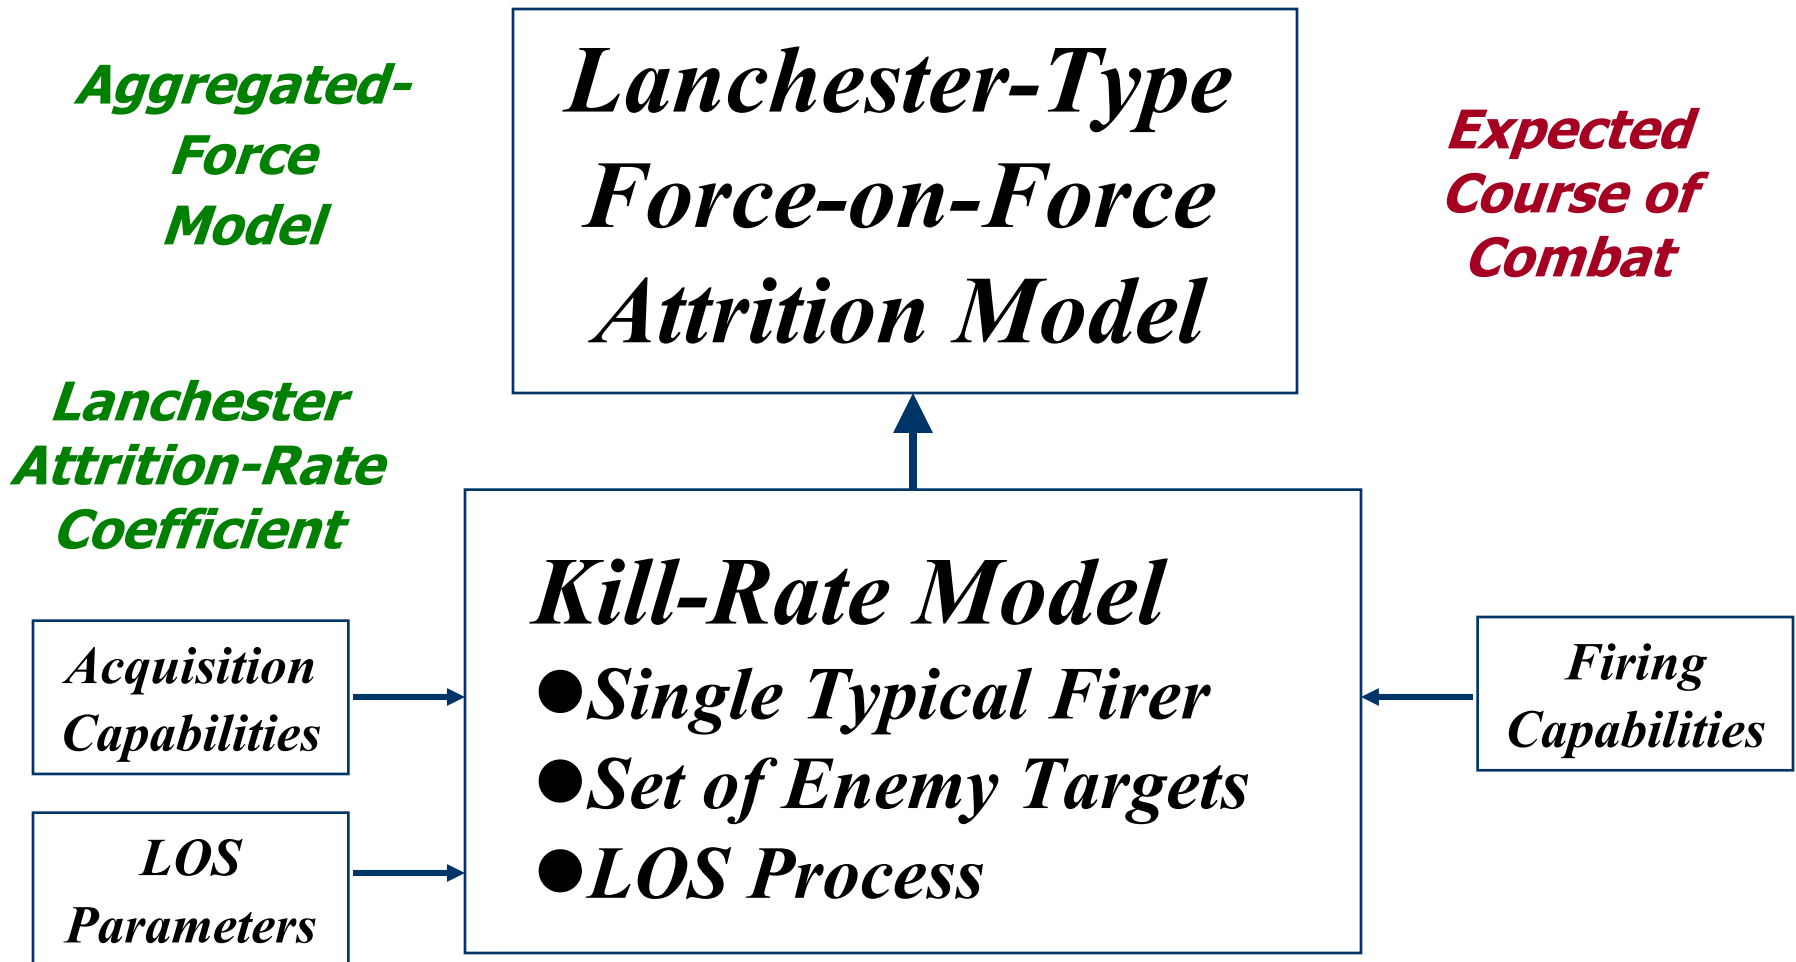 Aggregated-
Force
Model
Lanchester-Type
Force-on-Force
Attrition Model
Expected
Course of
Combat
Lanchester
Attrition-Rate
Coefficient
Kill-Rate Model
●Single Typical Firer
●Set of Enemy Targets
●LOS Process
Acquisition
Capabilities
LOS
Parameters
Firing
Capabilities